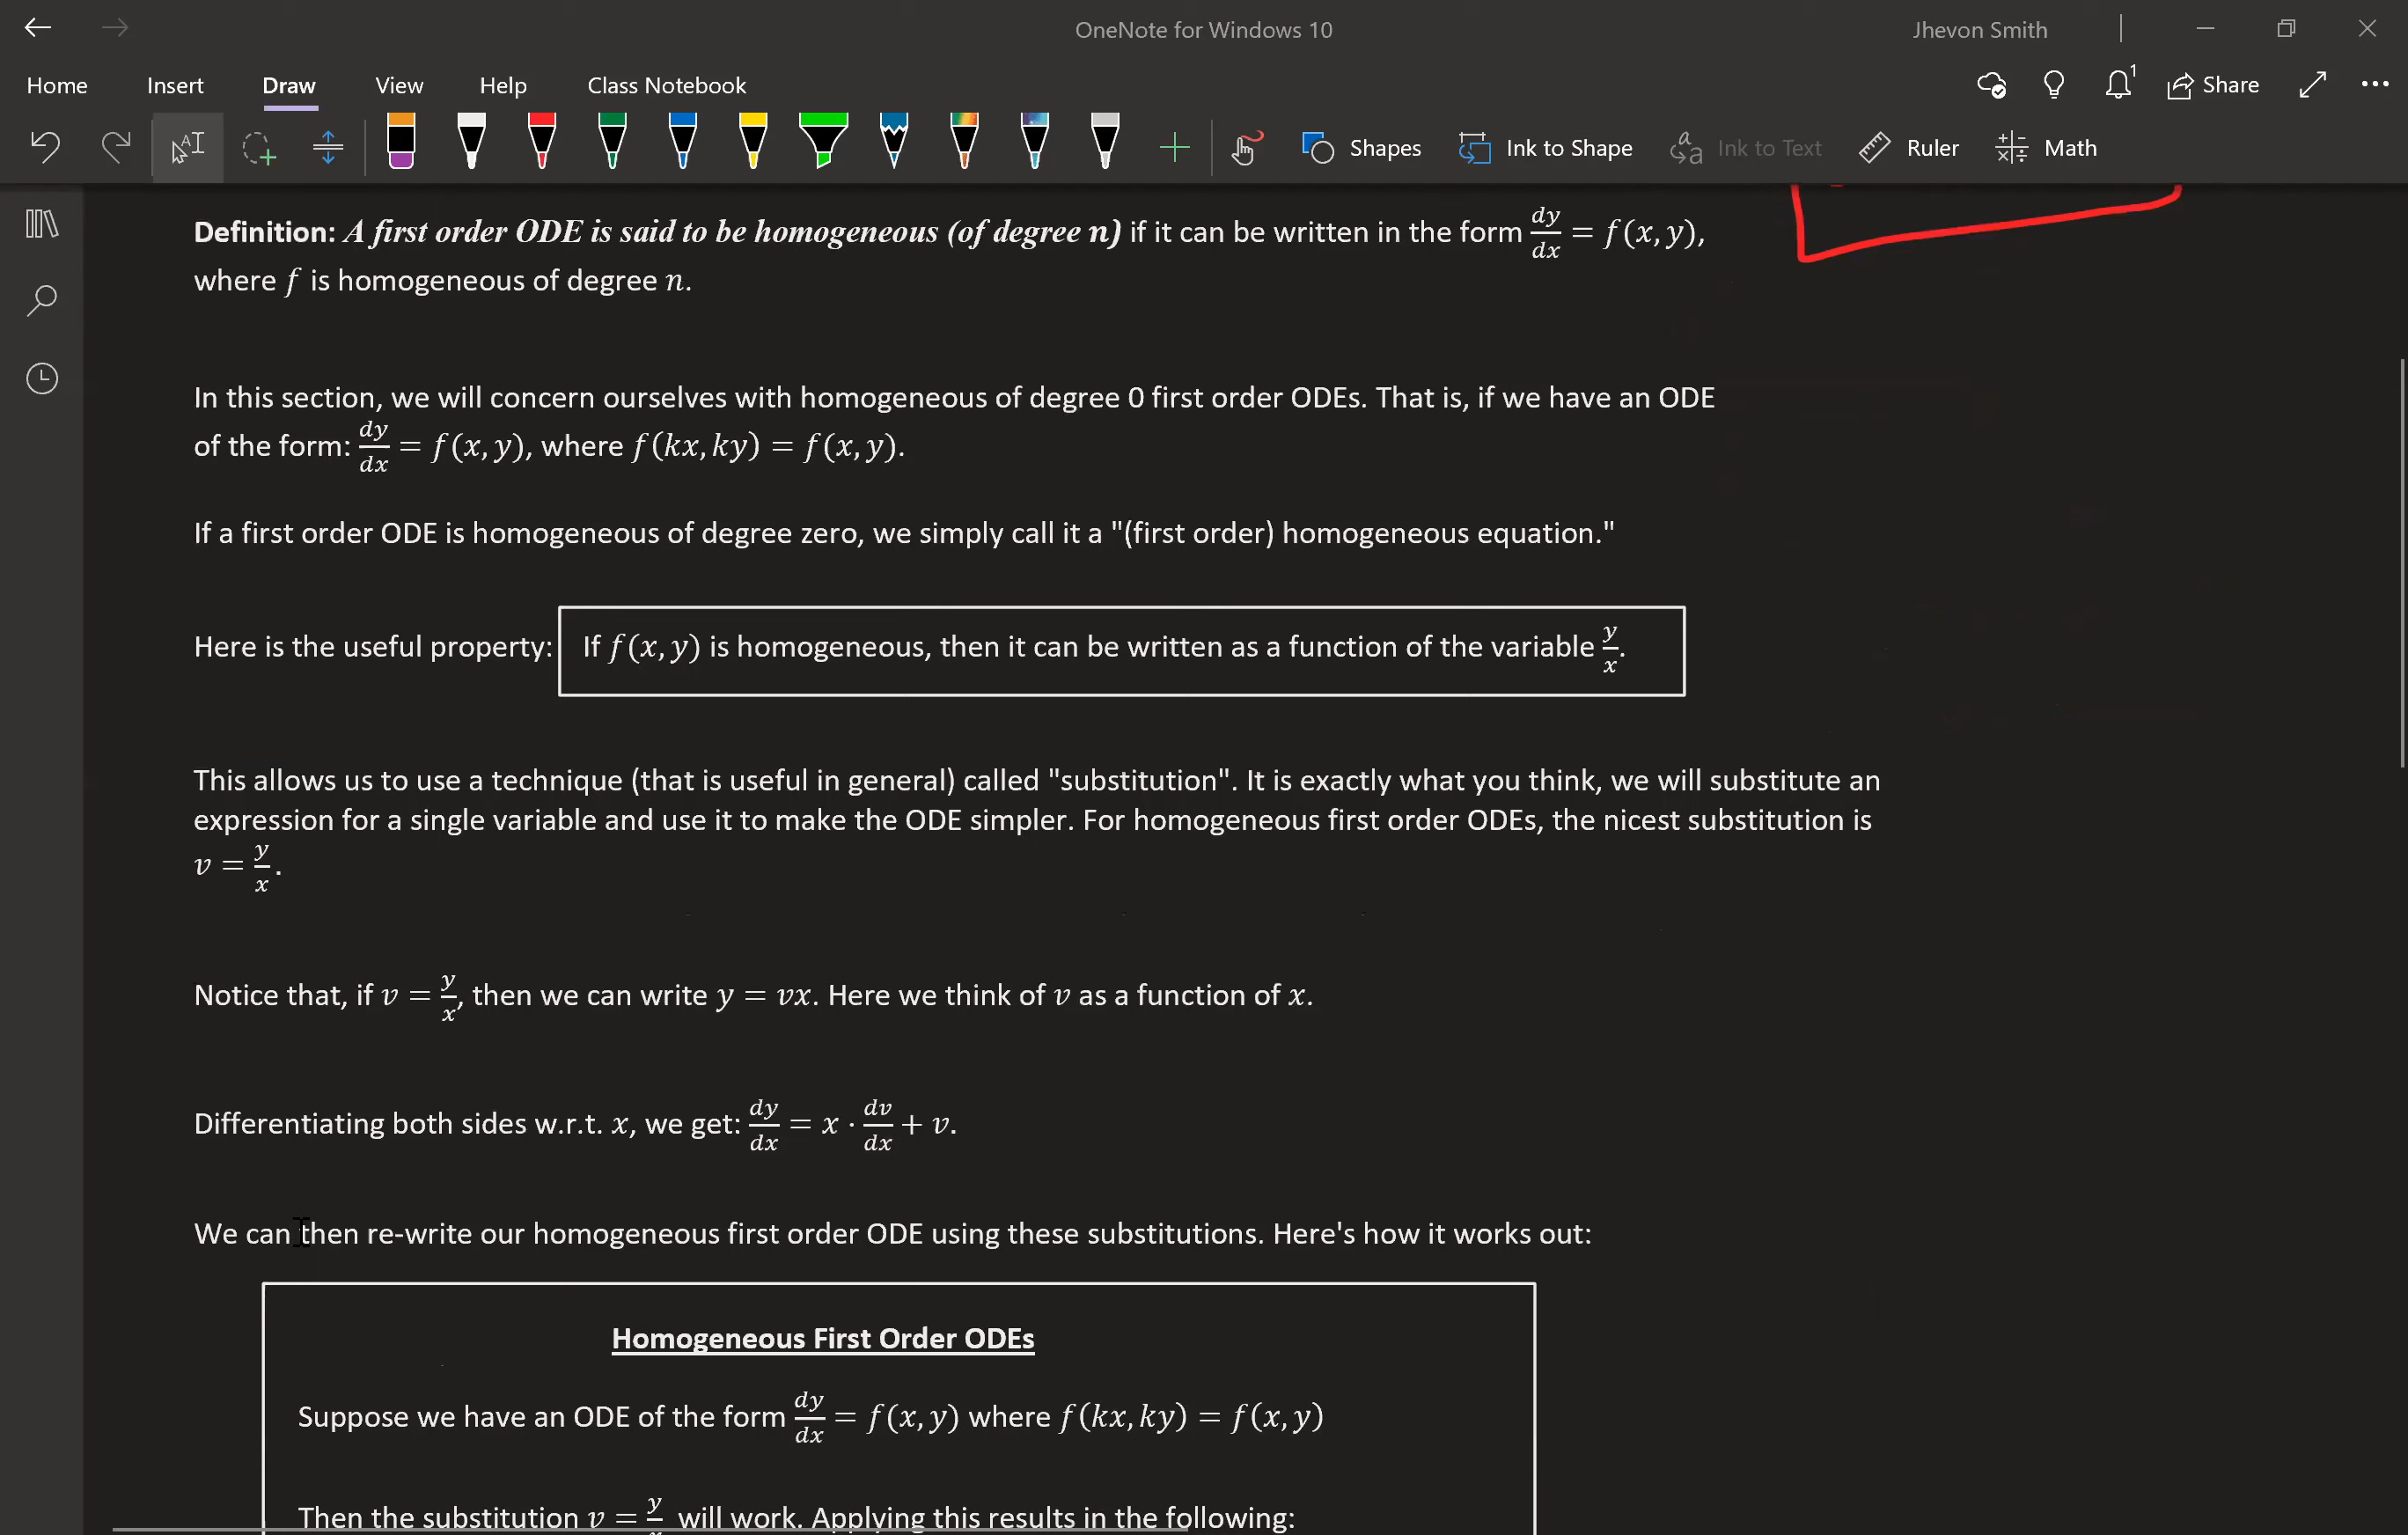 OneNote for Windows 10
Jhevon Smith
Home Insert Draw View Help Class Notebook
1 Share
Shapes Ink to Shape Ink to Text Ruler Math
Definition: A first order ODE is said to be homogeneous (of degree n) if it can be written in the form dy/dx = f(x, y),
where f is homogeneous of degree n.
In this section, we will concern ourselves with homogeneous of degree 0 first order ODEs. That is, if we have an ODE
of the form: dy/dx = f(x, y), where f(kx, ky) = f(x, y).
If a first order ODE is homogeneous of degree zero, we simply call it a "(first order) homogeneous equation."
Here is the useful property: If f(x, y) is homogeneous, then it can be written as a function of the variable y/x.
This allows us to use a technique (that is useful in general) called "substitution". It is exactly what you think, we will substitute an
expression for a single variable and use it to make the ODE simpler. For homogeneous first order ODEs, the nicest substitution is
v = y/x.
Notice that, if v = y/x, then we can write y = vx. Here we think of v as a function of x.
Differentiating both sides w.r.t. x, we get: dy/dx = x · dv/dx + v.
We can then re-write our homogeneous first order ODE using these substitutions. Here's how it works out:
Homogeneous First Order ODEs
Suppose we have an ODE of the form dy/dx = f(x, y) where f(kx, ky) = f(x, y)
Then the substitution v = y/x will work. Applying this results in the following: